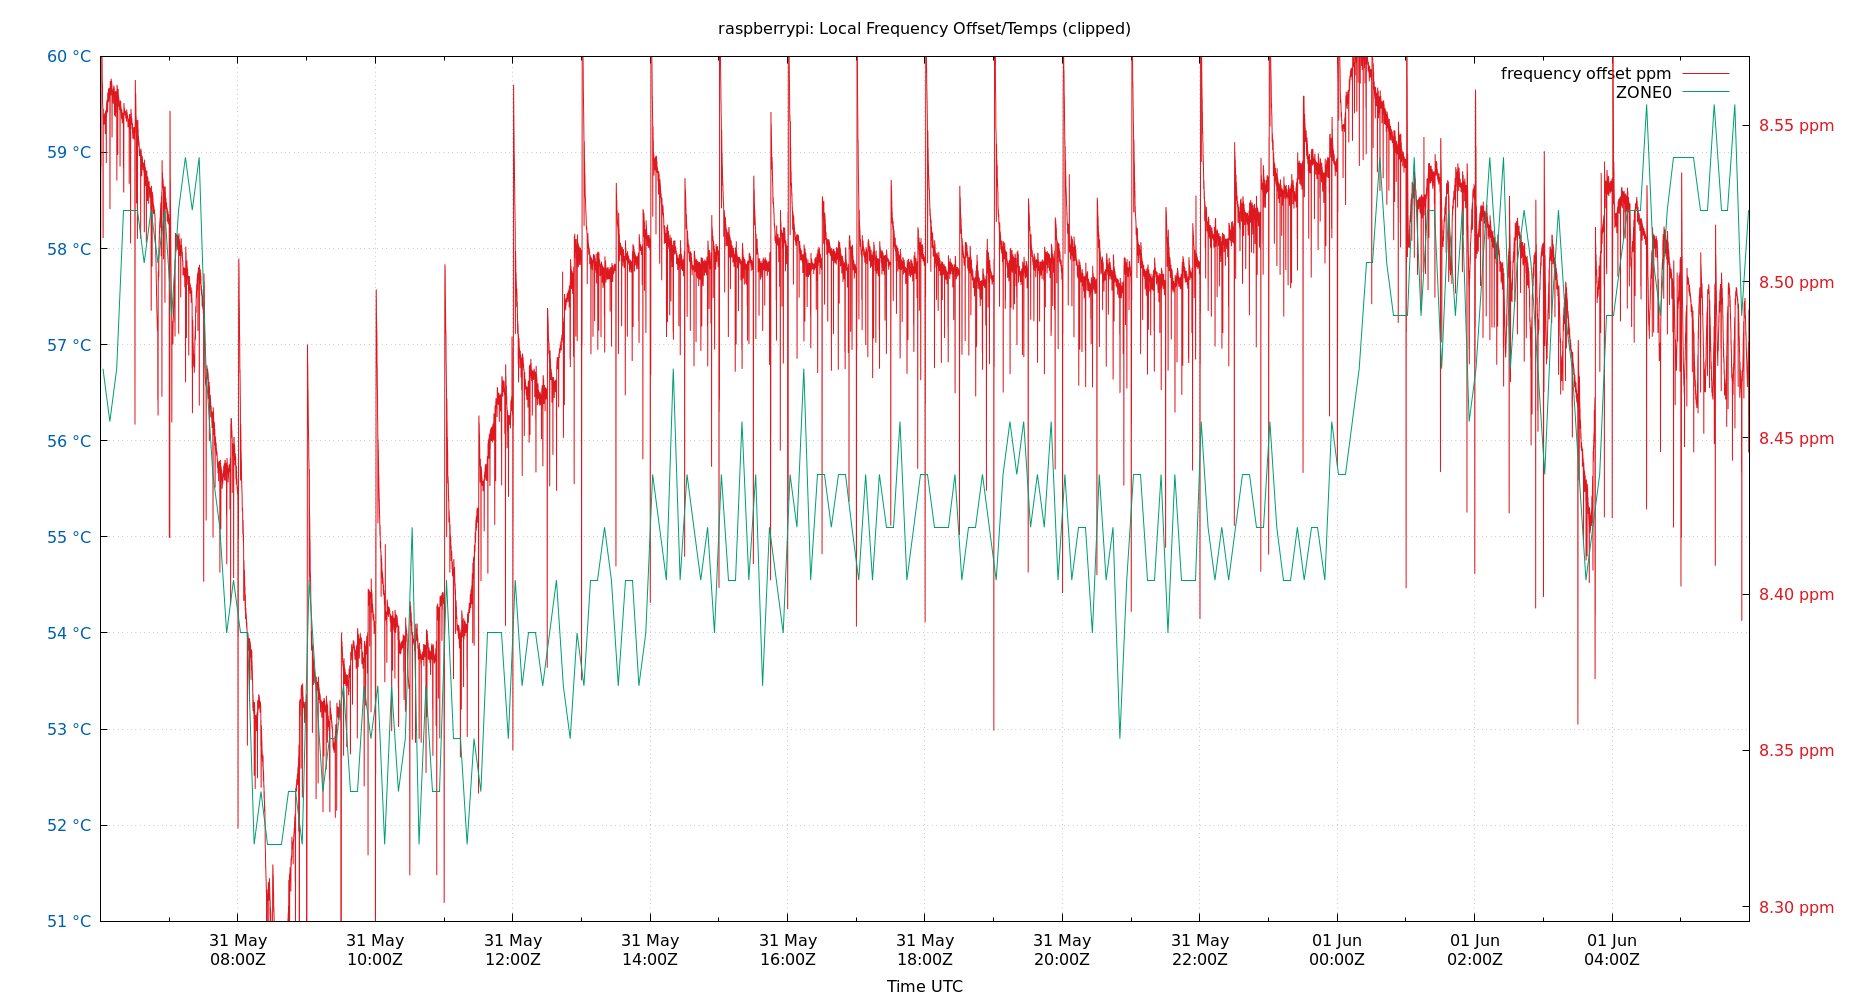 raspberrypi: Local Frequency Offset/Temps (clipped)
frequency offset ppm
ZONE0
60 °C
59 °C
58 °C
57 °C
56 °C
55 °C
54 °C
53 °C
52 °C
51 °C
8.55 ppm
8.50 ppm
8.45 ppm
8.40 ppm
8.35 ppm
8.30 ppm
31 May
08:00Z
31 May
10:00Z
31 May
12:00Z
31 May
14:00Z
31 May
16:00Z
31 May
18:00Z
31 May
20:00Z
31 May
22:00Z
01 Jun
00:00Z
01 Jun
02:00Z
01 Jun
04:00Z
Time UTC